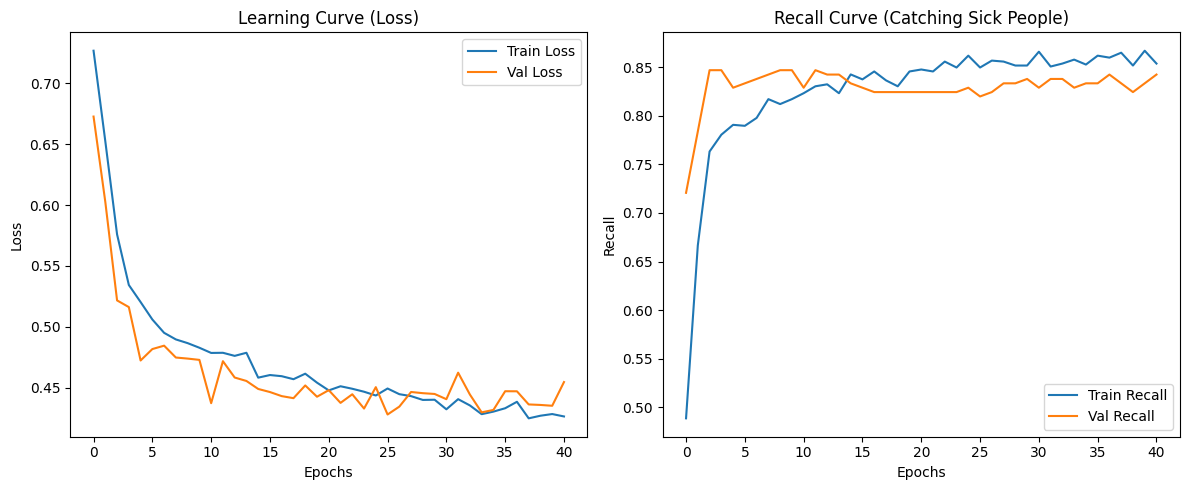 Learning Curve (Loss)
Train Loss
Val Loss
0.70
0.65
0.60
0.55
0.50
0.45
Loss
0 5 10 15 20 25 30 35 40
Epochs
Recall Curve (Catching Sick People)
0.85
0.80
0.75
0.70
0.65
0.60
0.55
0.50
Recall
Train Recall
Val Recall
0 5 10 15 20 25 30 35 40
Epochs